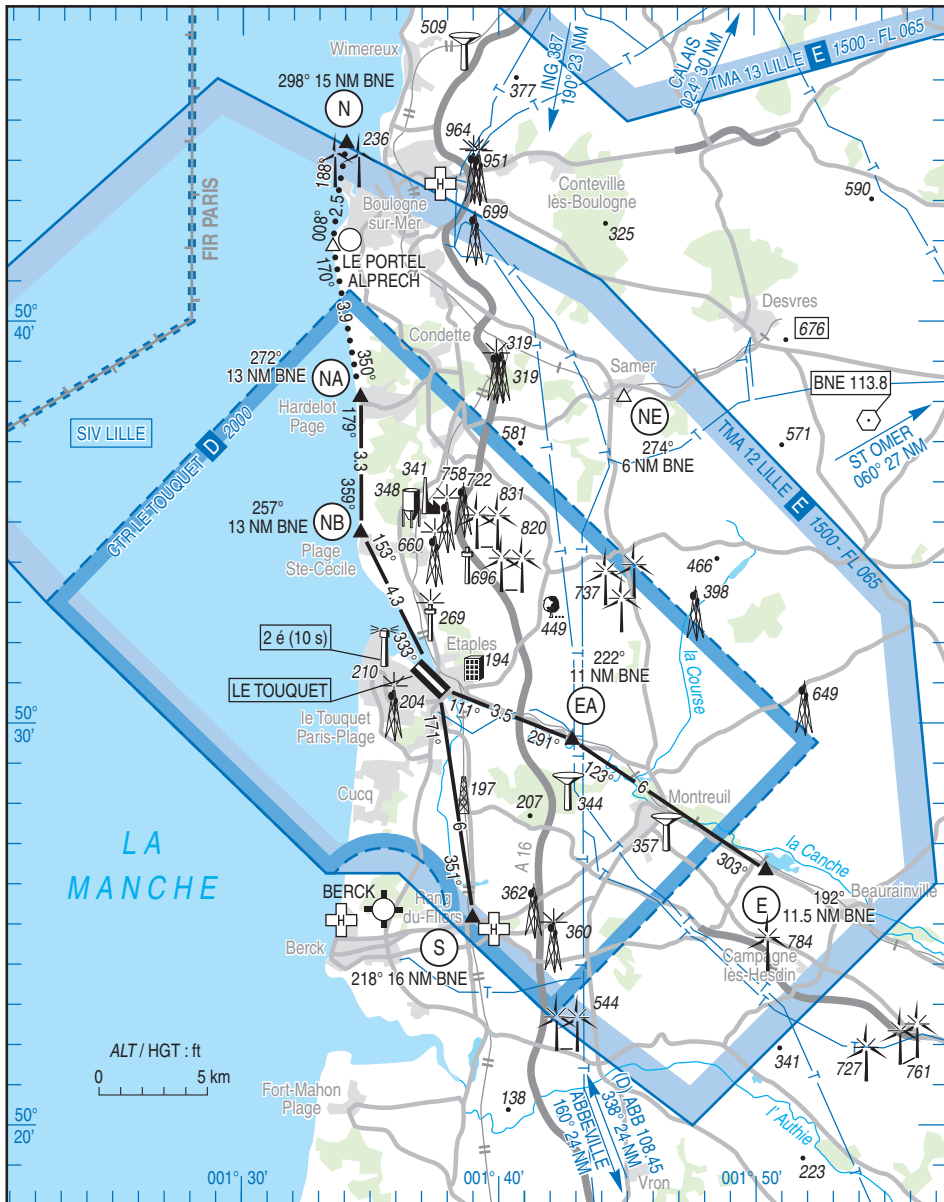 509
Wimereux
ING 387
190° 23 NM
CALAIS
024° 30 NM
TMA 13 LILLE E 1500 - FL 065
298° 15 NM BNE
N
377
236
964
951
188°
2.5
008°
Boulogne
sur-Mer
Conteville
lès-Boulogne
590
699
325
FIR PARIS
LE PORTEL
ALPRECH
170°
3.9
350°
50°
40'
Desvres
676
Condette
319
319
Samer
272°
13 NM BNE
NA
Hardelot
Page
BNE 113.8
NE
274°
6 NM BNE
571
ST OMER
060° 27 NM
SIV LILLE
CTR LE TOUQUET D 2000
179°
3.3
359°
581
TMA 12 LILLE E 1500 - FL 065
341
758
722
348
831
257°
13 NM BNE
NB
660
820
Plage
Ste-Cécile
696
153°
4.3
333°
737
466
398
269
449
2 é (10 s)
Etaples
la Course
210
194
222°
11 NM BNE
LE TOUQUET
204
EA
649
111°
3.5
291°
171°
6
351°
50°
30'
le Touquet
Paris-Plage
123°
6
303°
197
344
Montreuil
Cucq
207
A 16
357
la Canche
LA
MANCHE
BERCK
Rang
du-Fliers
362
E
192°
11.5 NM BNE
Beaurainville
360
784
Berck
S
218° 16 NM BNE
Campagne
lès-Hesdin
544
ALT / HGT : ft
0
5 km
341
727
761
Fort-Mahon
Plage
138
(D) ABB 108.45
338° 24 NM
ABBEVILLE
160° 24 NM
50°
20'
l'Authie
223
Vron
001° 30'
001° 40'
001° 50'